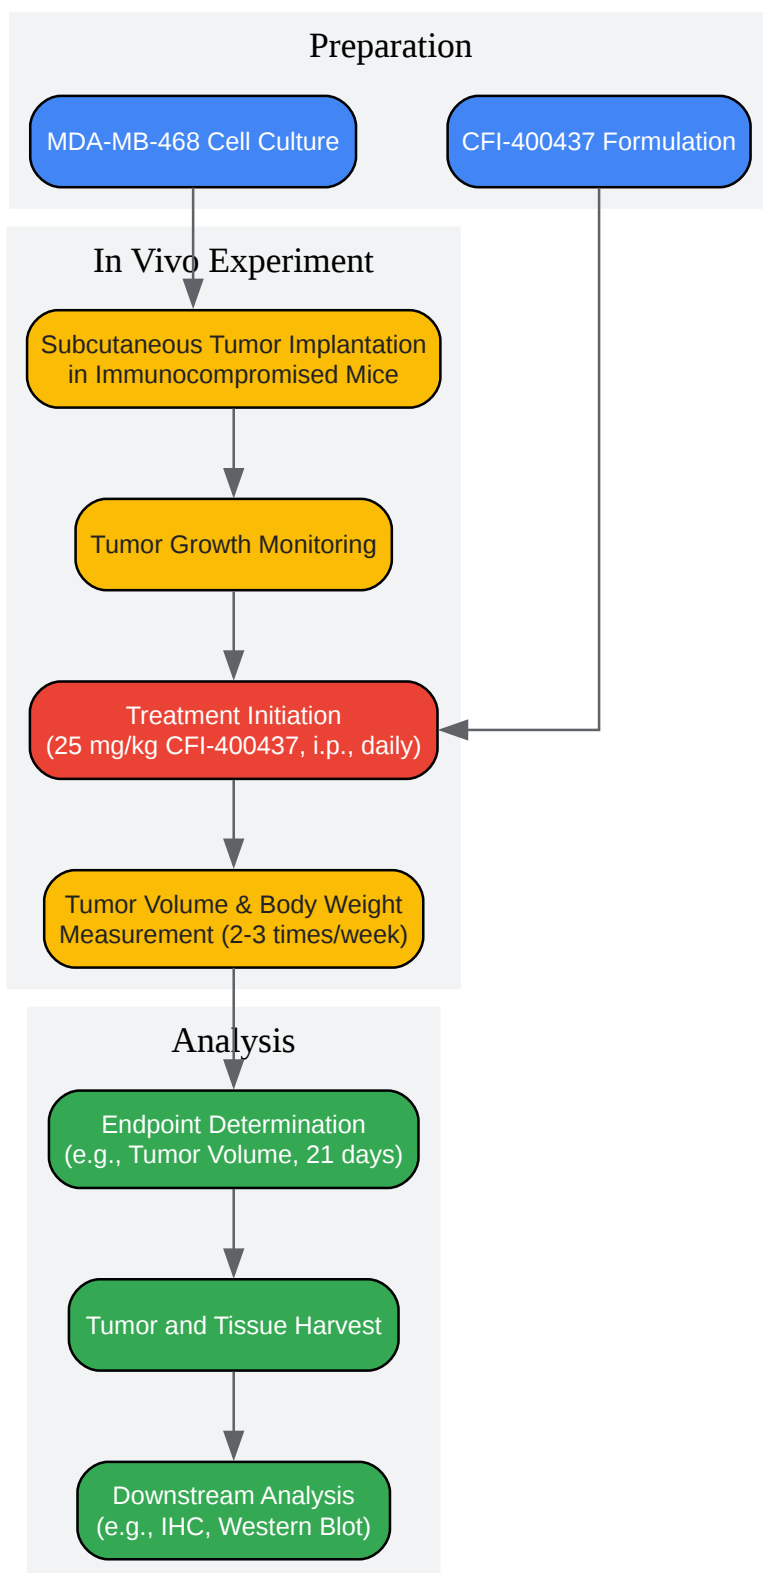 Preparation
MDA-MB-468 Cell Culture
CFI-400437 Formulation
In Vivo Experiment
Subcutaneous Tumor Implantation
in Immunocompromised Mice
Tumor Growth Monitoring
Treatment Initiation
(25 mg/kg CFI-400437, i.p., daily)
Tumor Volume & Body Weight
Measurement (2-3 times/week)
Analysis
Endpoint Determination
(e.g., Tumor Volume, 21 days)
Tumor and Tissue Harvest
Downstream Analysis
(e.g., IHC, Western Blot)